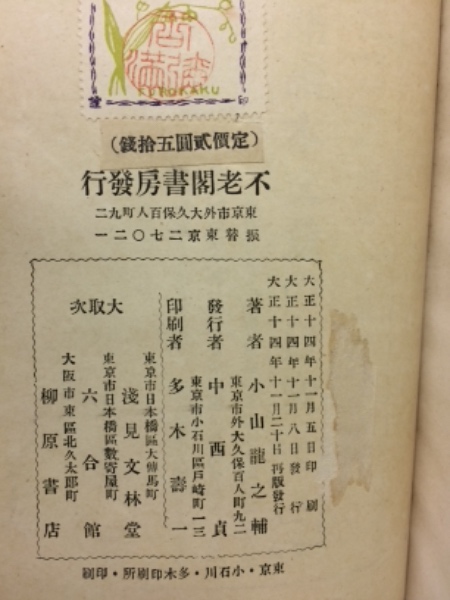 FUROKAKU
(定價貳圓五拾錢)
不老閣書房發行
東京市外大久保百人町九二
振替東京二七〇二一
大正十四年十一月五日印刷
大正十四年十一月八日發行
大正十四年十一月二十日再版發行
著者 小山龍之輔
東京市外大久保百人町九二
發行者 中西貞
東京市小石川區戸崎町一三
印刷者 多木壽一
大取次
東京市日本橋區大傳馬町
淺見文林堂
東京市日本橋區數寄屋町
六合館
大阪市東區北久太郎町
柳原書店
東京・小石川・多木印刷所・印刷